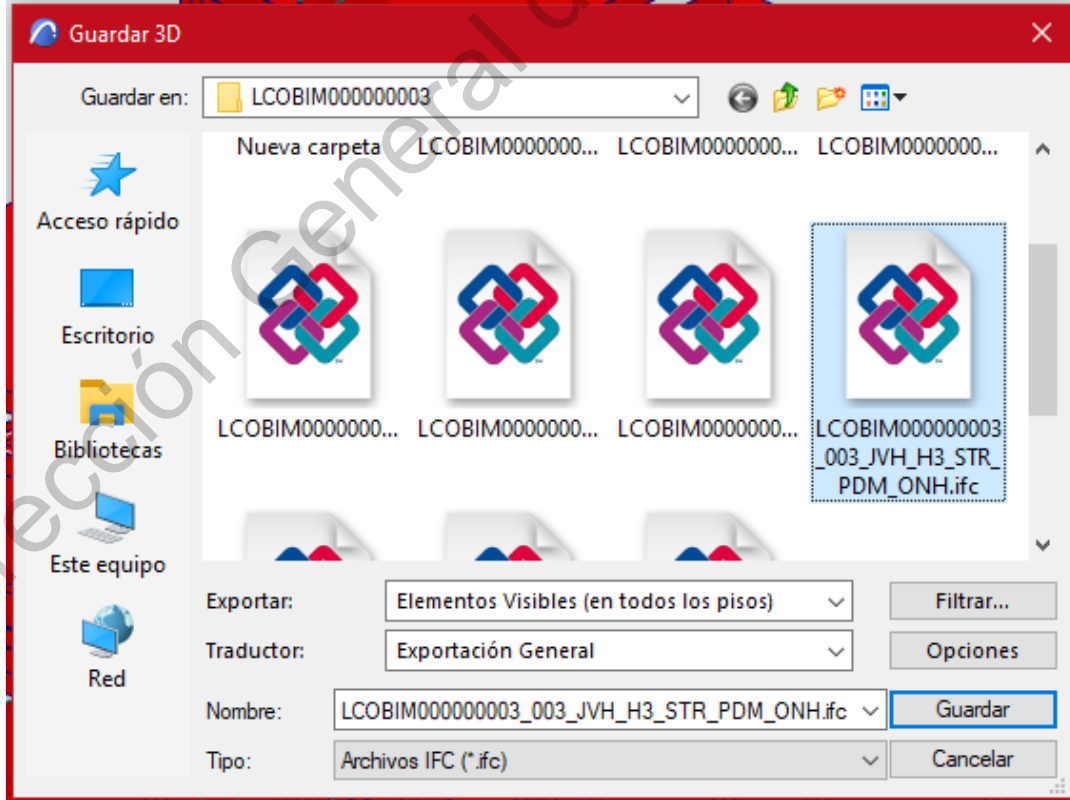 Guardar 3D
Guardar en: LCOBIM000000003
Nueva carpeta LCOBIM0000000... LCOBIM0000000... LCOBIM0000000...
Acceso rápido
Escritorio
Bibliotecas
Este equipo
Red
LCOBIM0000000... LCOBIM0000000... LCOBIM0000000... LCOBIM000000003
_003_JVH_H3_STR_
PDM_ONH.ifc
Exportar: Elementos Visibles (en todos los pisos) Filtrar...
Traductor: Exportación General Opciones
Nombre: LCOBIM000000003_003_JVH_H3_STR_PDM_ONH.ifc Guardar
Tipo: Archivos IFC (*.ifc) Cancelar
General